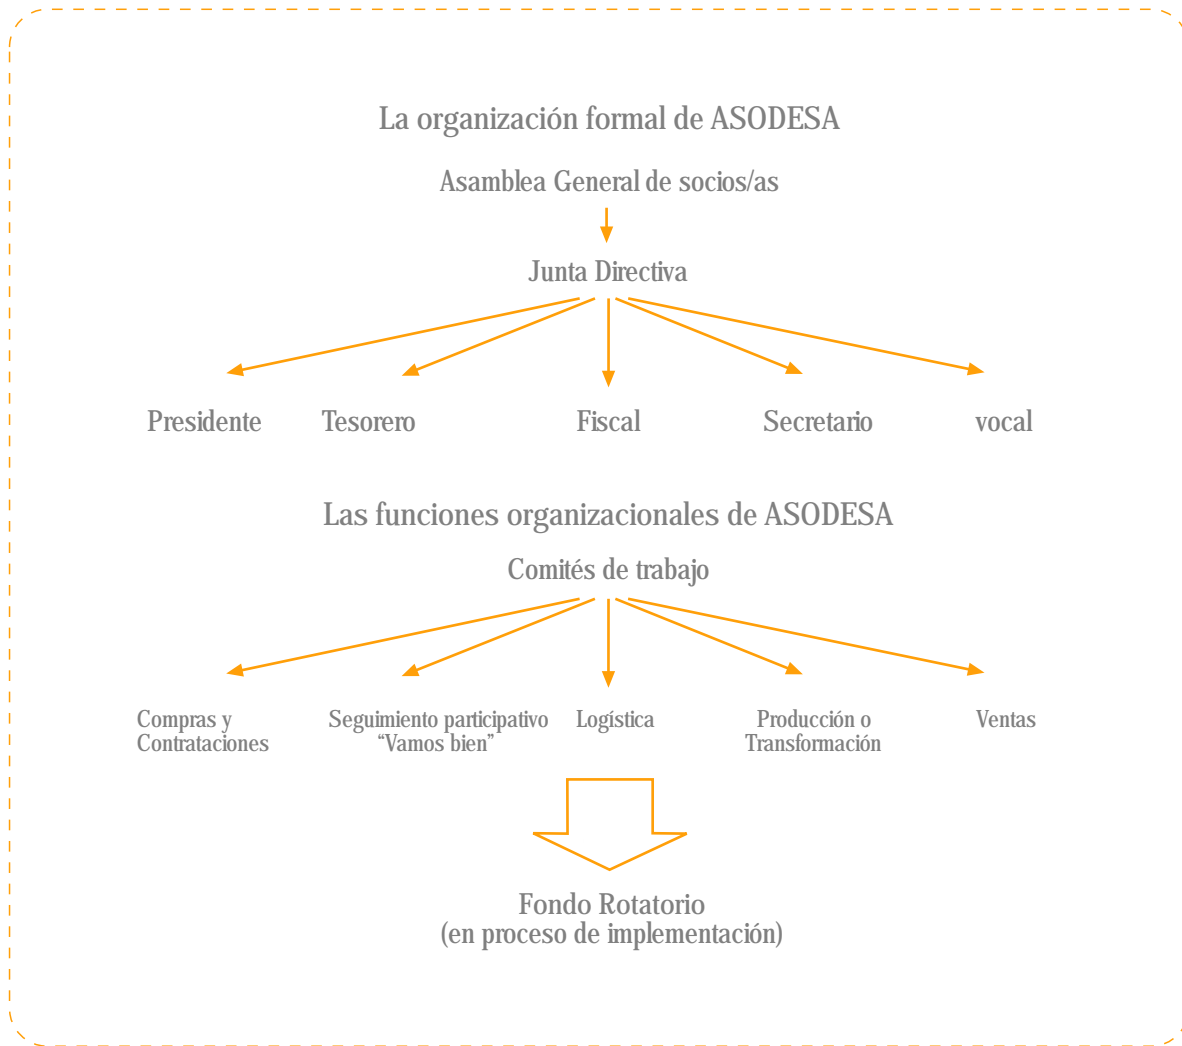 La organización formal de ASODESA
Asamblea General de socios/as
Junta Directiva
Presidente
Tesorero
Fiscal
Secretario
vocal
Las funciones organizacionales de ASODESA
Comités de trabajo
Compras y
Contrataciones
Seguimiento participativo
“Vamos bien”
Logística
Producción o
Transformación
Ventas
Fondo Rotatorio
(en proceso de implementación)